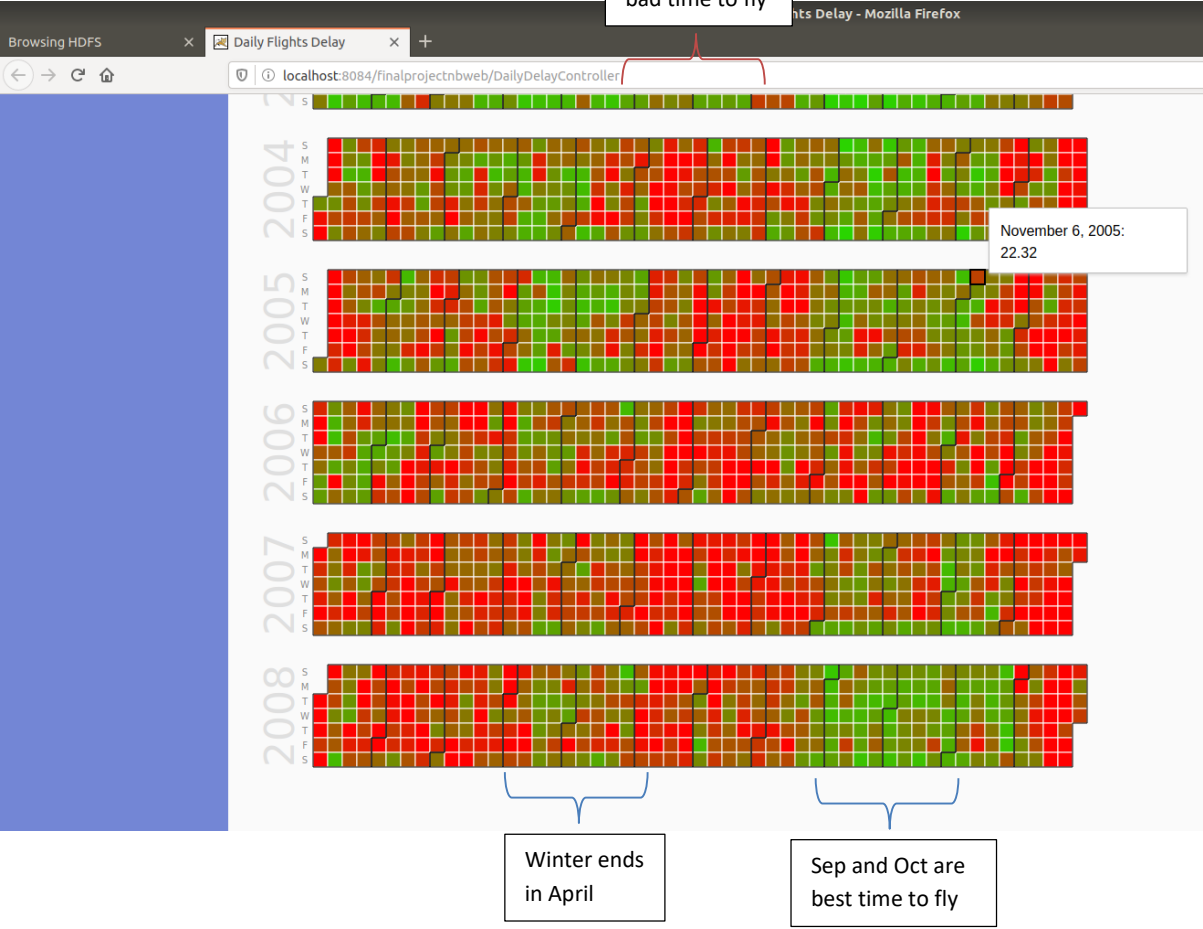 bad time to fly
hts Delay - Mozilla Firefox
Browsing HDFS
Daily Flights Delay
localhost:8084/finalprojectnbweb/DailyDelayController
S
2004
S
M
T
W
T
F
S
November 6, 2005:
22.32
2005
S
M
T
W
T
F
S
2006
S
M
T
W
T
F
S
2007
S
M
T
W
T
F
S
2008
S
M
T
W
T
F
S
Winter ends
in April
Sep and Oct are
best time to fly